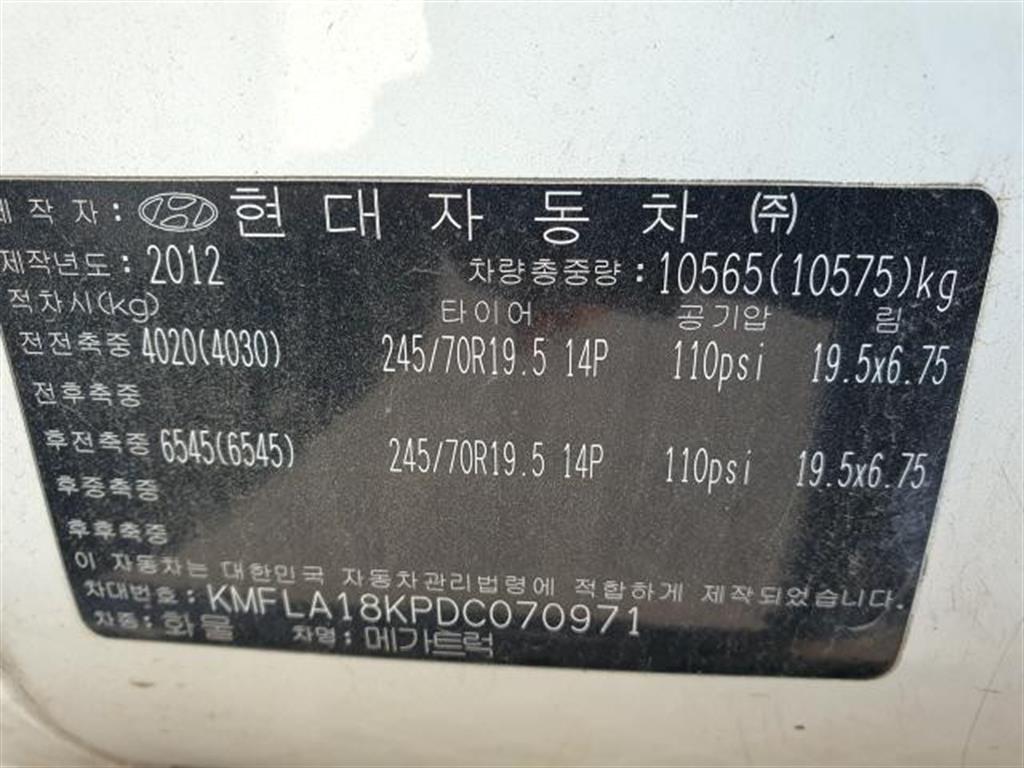 제 작 자 : 현 대 자 동 차 ㈜
제작년도 : 2012 차량총중량 : 10565(10575)kg
적차시(kg) 타이어 공기압 림
전전축중 4020(4030) 245/70R19.5 14P 110psi 19.5x6.75
전후축중
후전축중 6545(6545) 245/70R19.5 14P 110psi 19.5x6.75
후중축중
후후축중
이 자동차는 대한민국 자동차관리법령에 적합하게 제작되었습니다.
차대번호 : KMFLA18KPDC070971
차종 : 화물 차명 : 메가트럭